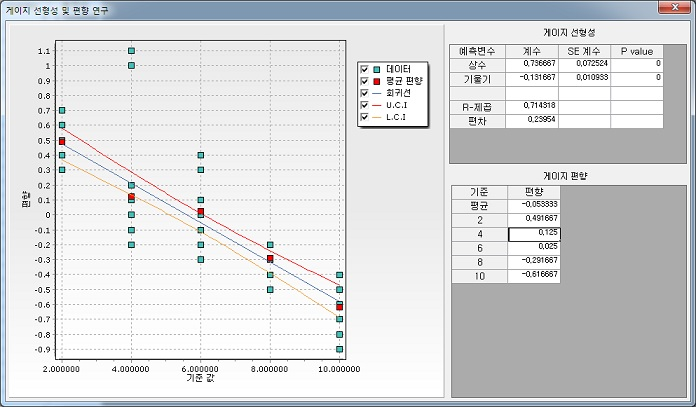 게이지 선형성 및 편향 연구
1.1
1
0.9
0.8
0.7
0.6
0.5
0.4
0.3
0.2
0.1
0
-0.1
-0.2
-0.3
-0.4
-0.5
-0.6
-0.7
-0.8
-0.9
편향
2.000000 4.000000 6.000000 8.000000 10.000000
기준 값
데이터
평균 편향
회귀선
U.C.I
L.C.I
게이지 선형성
예측변수 계수 SE 계수 P value
상수 0,736667 0,072524 0
기울기 -0,131667 0,010933 0
R-제곱 0,714318
편차 0,23954
게이지 편향
기준 편향
평균 -0,053333
2 0,491667
4 0,125
6 0,025
8 -0,291667
10 -0,616667